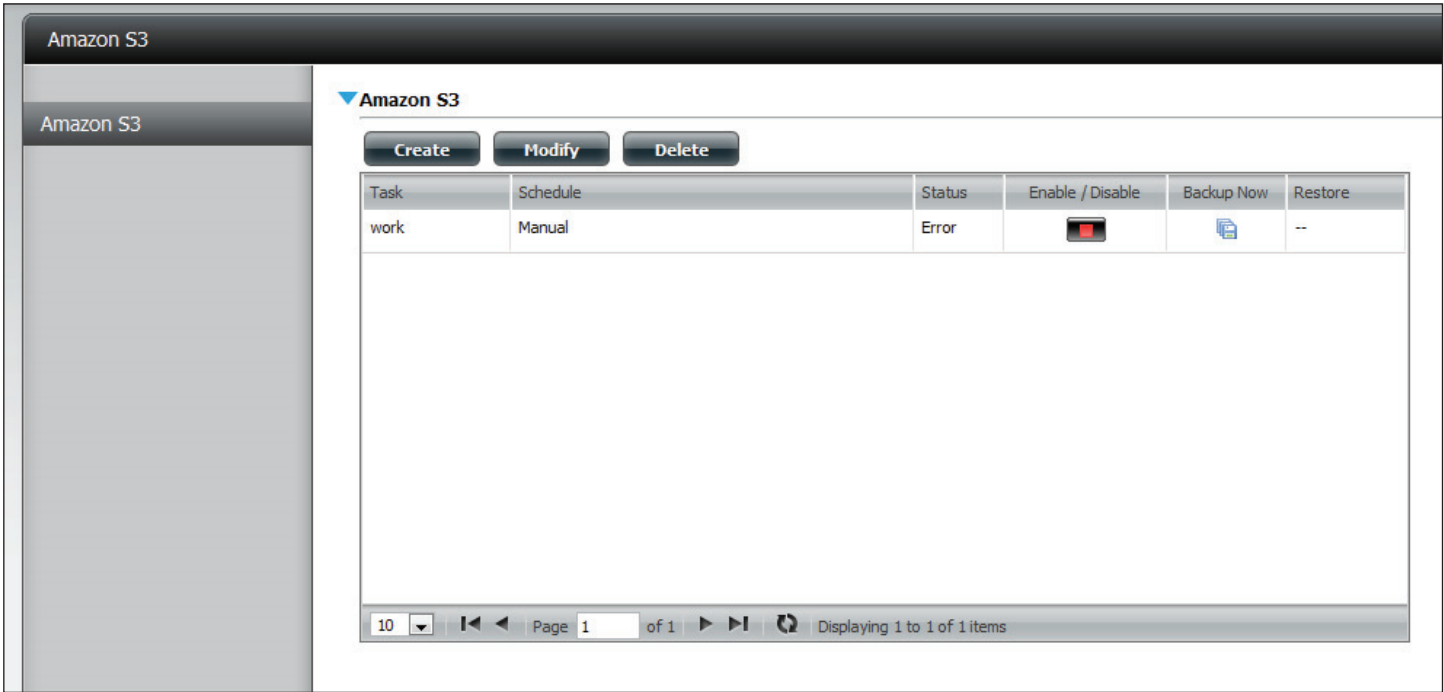 Amazon S3
Amazon S3
Amazon S3
Create Modify Delete
Task Schedule Status Enable / Disable Backup Now Restore
work Manual Error --
10 Page 1 of 1 Displaying 1 to 1 of 1 items